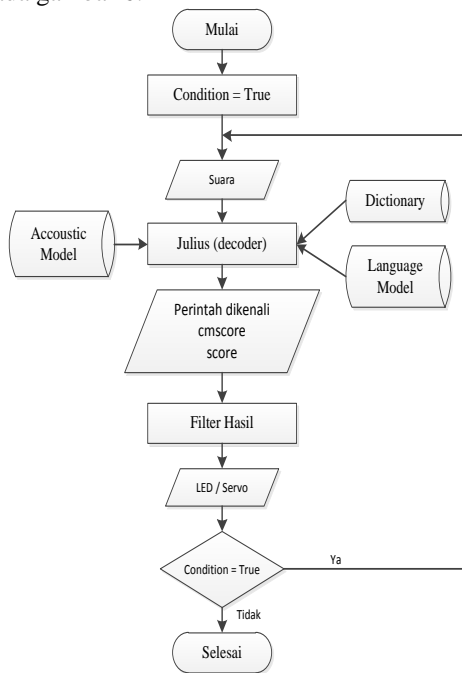 Mulai
Condition = True
Suara
Dictionary
Accoustic
Model
Julius (decoder)
Language
Model
Perintah dikenali
cmscore
score
Filter Hasil
LED / Servo
Condition = True
Ya
Tidak
Selesai